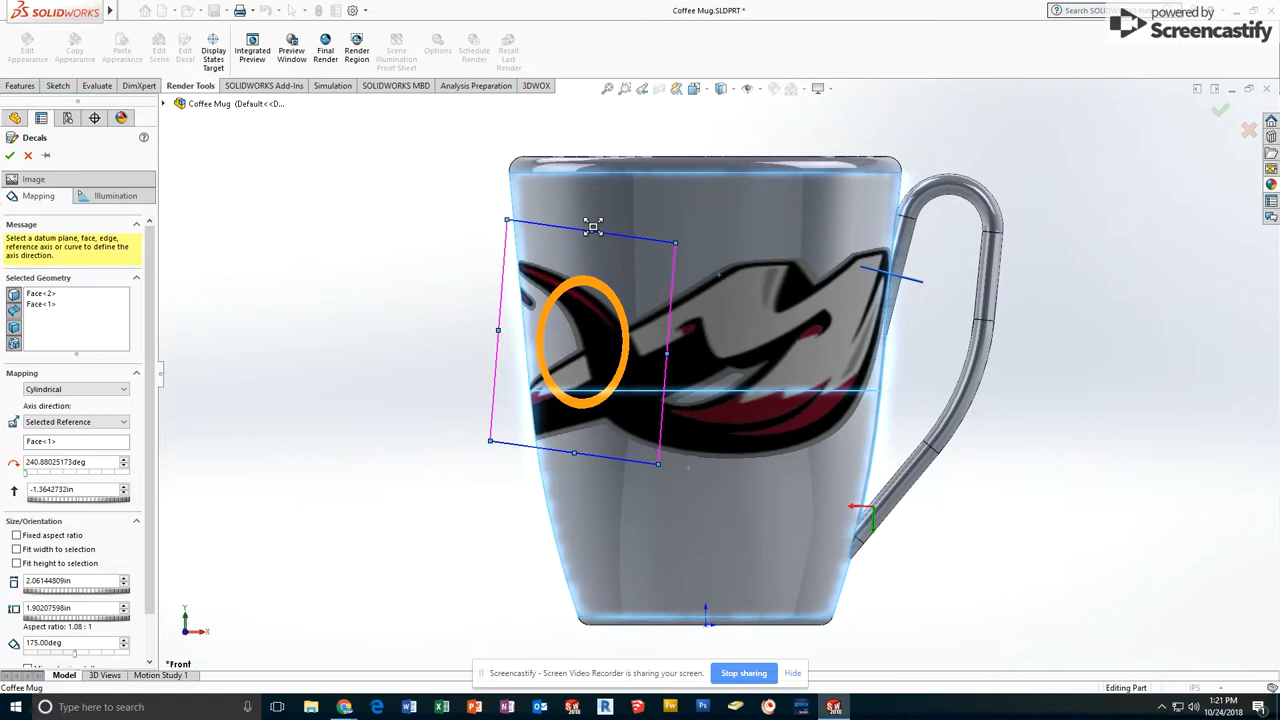 SOLIDWORKS
Coffee Mug.SLDPRT *
Search SOLIDWORKS Help
powered by
Screencastify
Edit Appearance
Copy Appearance
Paste Appearance
Edit Scene
Edit Decal
Display States Target
Integrated Preview
Preview Window
Final Render
Render Region
Scene Illumination Proof Sheet
Options
Schedule Render
Recall Last Render
Features Sketch Evaluate DimXpert Render Tools SOLIDWORKS Add-Ins Simulation SOLIDWORKS MBD Analysis Preparation 3DWOX
Coffee Mug (Default<<D...
Decals
Image
Mapping Illumination
Message
Select a datum plane, face, edge,
reference axis or curve to define the
axis direction.
Selected Geometry
Face<2>
Face<1>
Mapping
Cylindrical
Axis direction:
Selected Reference
Face<1>
240.88025173deg
-1.3642732in
Size/Orientation
Fixed aspect ratio
Fit width to selection
Fit height to selection
2.06144809in
1.90207598in
Aspect ratio: 1.08 : 1
175.00deg
Y
X
*Front
Model 3D Views Motion Study 1
Screencastify - Screen Video Recorder is sharing your screen. Stop sharing Hide
Coffee Mug
Editing Part IPS
Type here to search
1:21 PM
10/24/2018